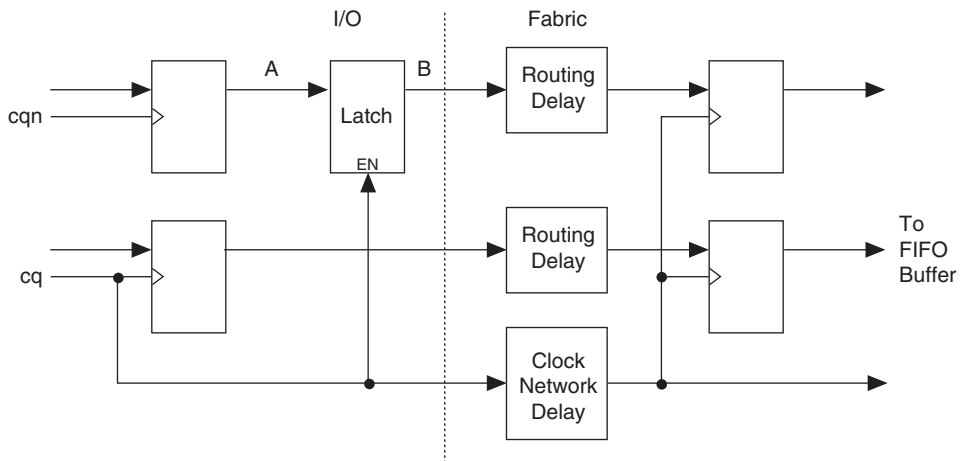 I/O
Fabric
A
B
Routing
Delay
cqn
Latch
EN
Routing
Delay
cq
To
FIFO
Buffer
Clock
Network
Delay